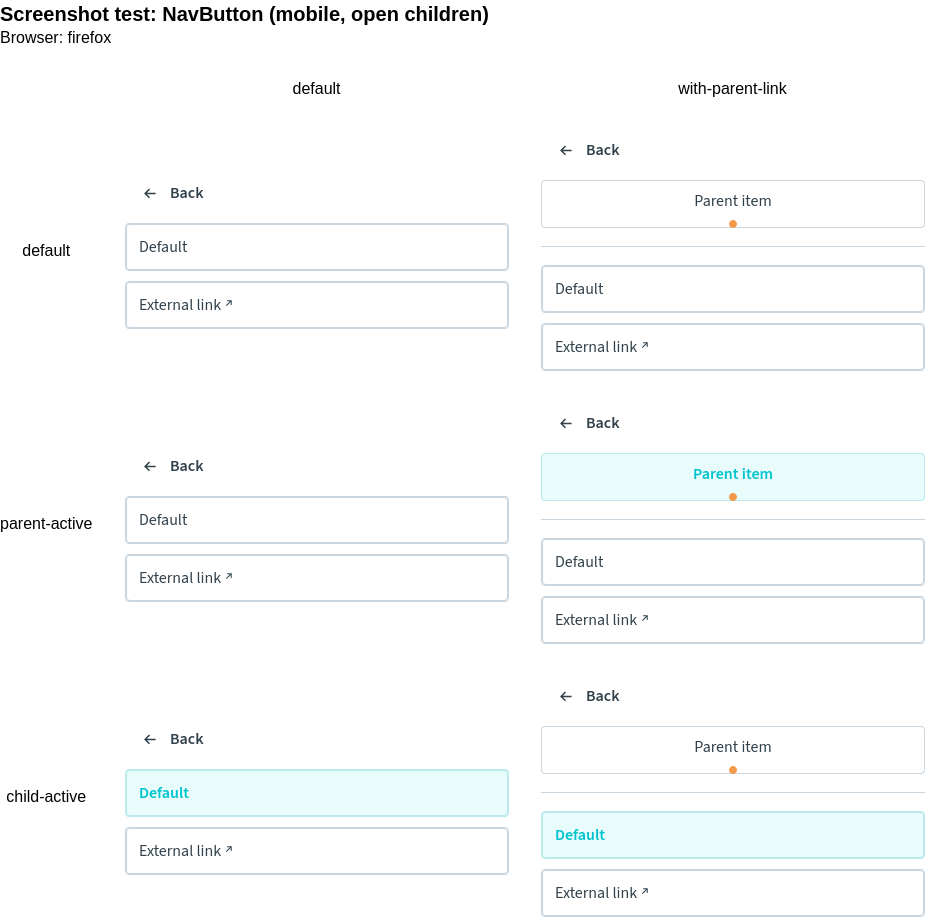 Screenshot test: NavButton (mobile, open children)
Browser: firefox
default with-parent-link
default
← Back
Default
External link ↗
← Back
Parent item
Default
External link ↗
parent-active
← Back
Default
External link ↗
← Back
Parent item
Default
External link ↗
child-active
← Back
Default
External link ↗
← Back
Parent item
Default
External link ↗